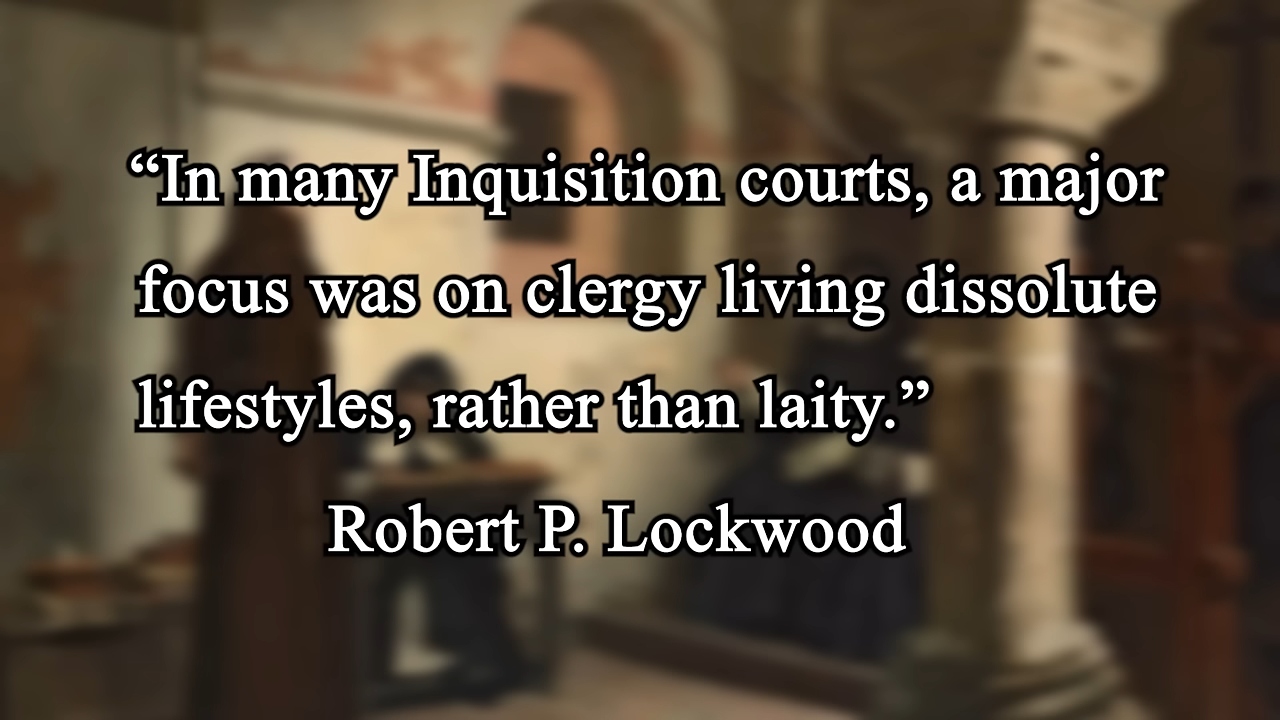 “In many Inquisition courts, a major
focus was on clergy living dissolute
lifestyles, rather than laity.”
Robert P. Lockwood